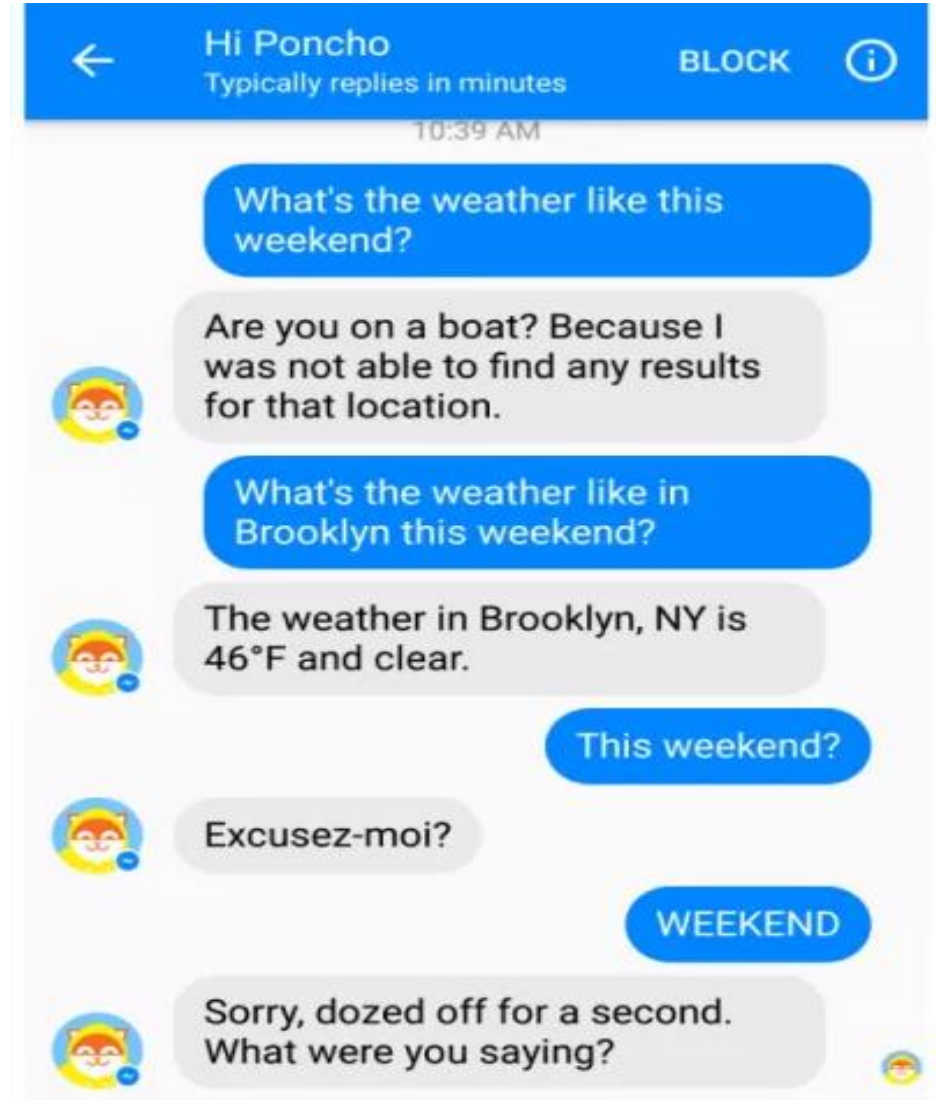 Hi Poncho
BLOCK
Typically replies in minutes
10:39 AM
What's the weather like this
weekend?
Are you on a boat? Because I
was not able to find any results
for that location.
What's the weather like in
Brooklyn this weekend?
The weather in Brooklyn, NY is
46°F and clear.
This weekend?
Excusez-moi?
WEEKEND
Sorry, dozed off for a second.
What were you saying?